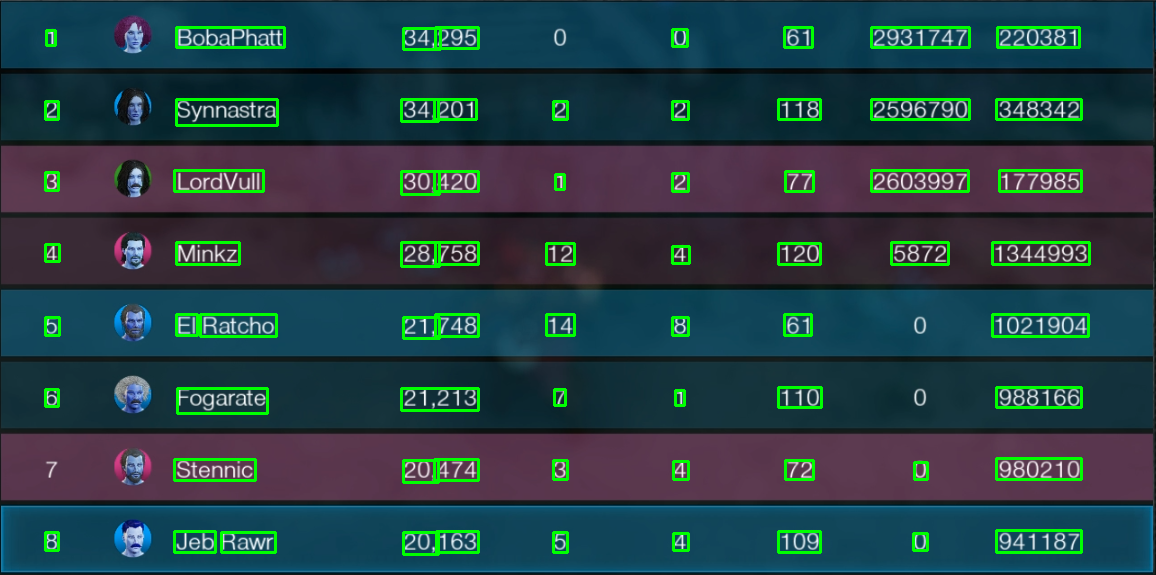 1 BobaPhatt 34,295 0 0 61 2931747 220381
2 Synnastra 34,201 2 2 118 2596790 348342
3 LordVull 30,420 1 2 77 2603997 177985
4 Minkz 28,758 12 4 120 5872 1344993
5 El Ratcho 21,748 14 8 61 0 1021904
6 Fogarate 21,213 7 1 110 0 988166
7 Stennic 20,474 3 4 72 0 980210
8 Jeb Rawr 20,163 5 4 109 0 941187